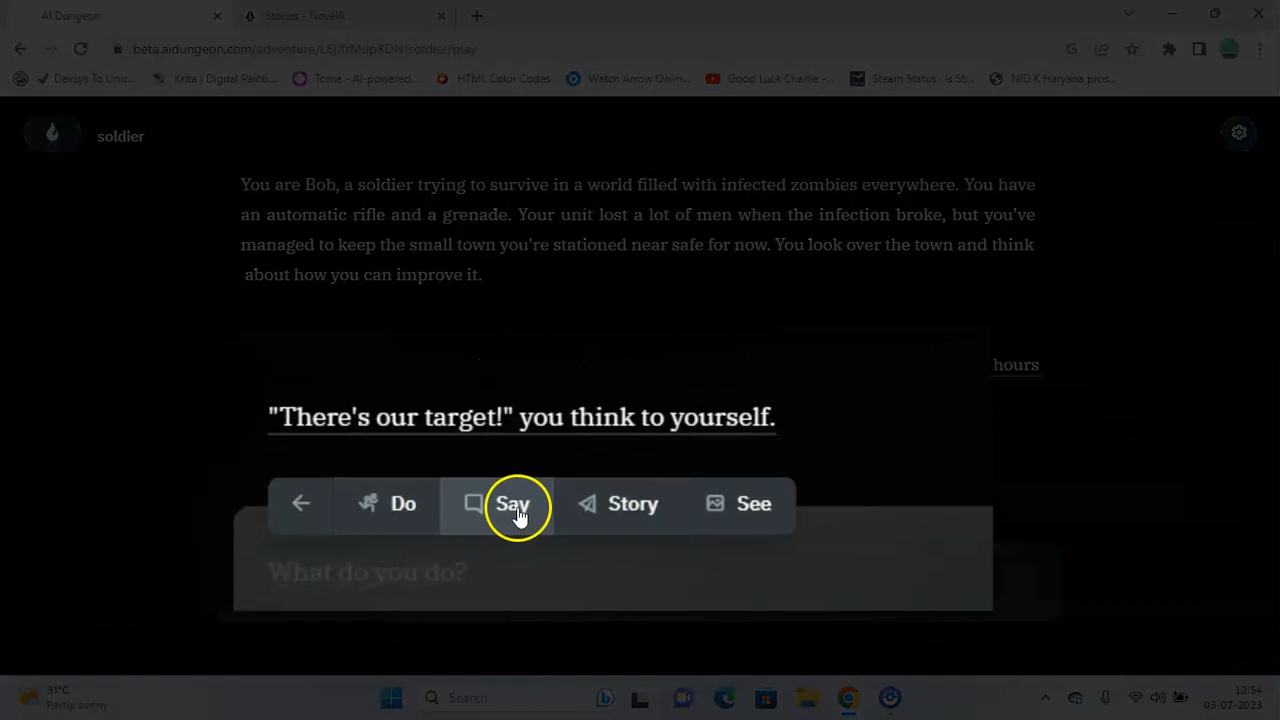 AI Dungeon
Stories - NovelA
beta.aidungeon.com/adventure/L6jIfrMupXDN/soldier/play
DevLys To Unic...
Krita | Digital Paint...
Tome - AI-powered...
HTML Color Codes
Watch Arrow Onlin...
Good Luck Charlie -...
Steam Status · Is St...
NID K Haryana pros...
soldier
You are Bob, a soldier trying to survive in a world filled with infected zombies everywhere. You have
an automatic rifle and a grenade. Your unit lost a lot of men when the infection broke, but you've
managed to keep the small town you're stationed near safe for now. You look over the town and think
about how you can improve it.
hours
"There's our target!" you think to yourself.
Do
Say
Story
See
What do you do?
31°C
Partly sunny
Search
12:54
03-07-2023